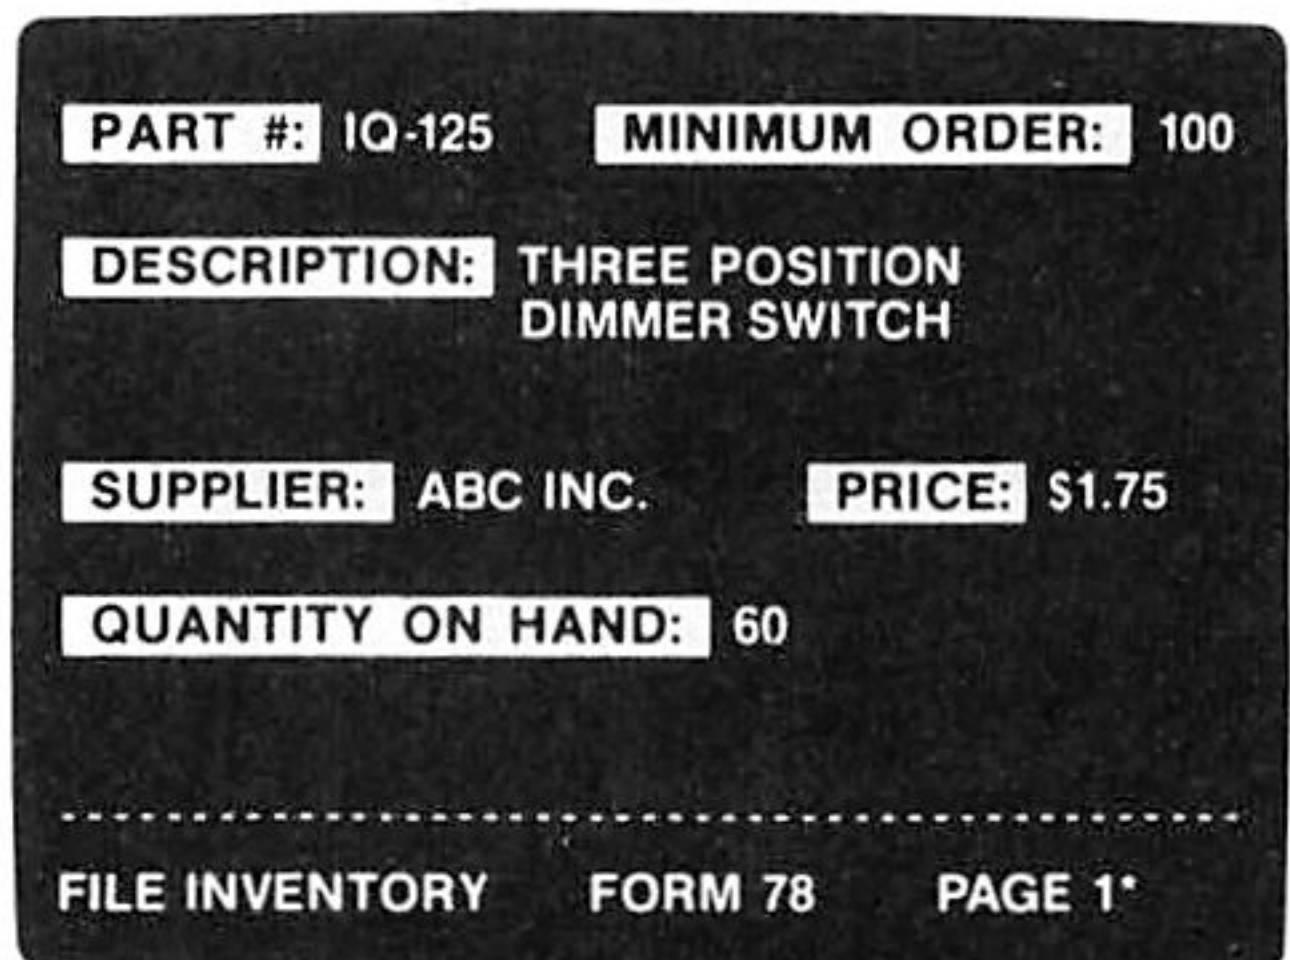 PART #: IQ-125 MINIMUM ORDER: 100
DESCRIPTION: THREE POSITION
DIMMER SWITCH
SUPPLIER: ABC INC. PRICE: $1.75
QUANTITY ON HAND: 60
FILE INVENTORY FORM 78 PAGE 1*